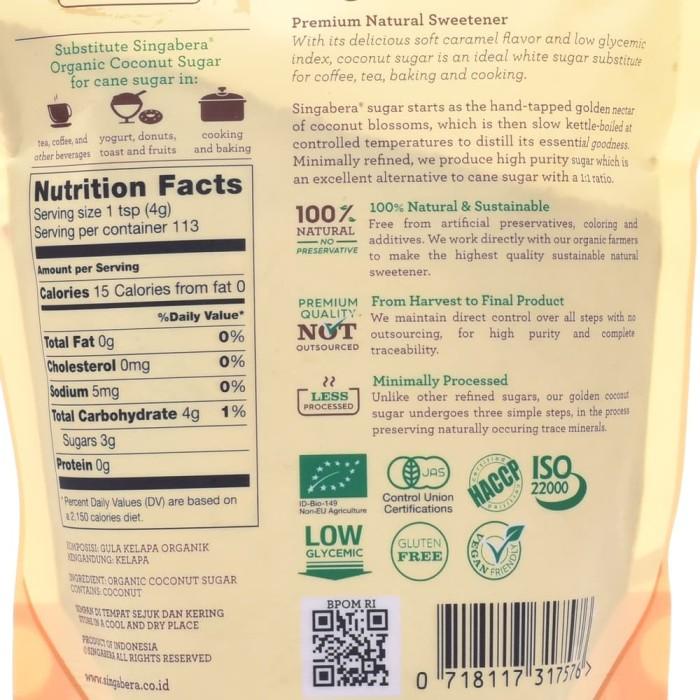 Substitute Singabera®
Organic Coconut Sugar
for cane sugar in:
tea, coffee, and
other beverages
yogurt, donuts,
toast and fruits
cooking
and baking
Nutrition Facts
Serving size 1 tsp (4g)
Serving per container 113
Amount per Serving
Calories 15 Calories from fat 0
%Daily Value*
Total Fat 0g 0%
Cholesterol 0mg 0%
Sodium 5mg 0%
Total Carbohydrate 4g 1%
Sugars 3g
Protein 0g
*Percent Daily Values (DV) are based on
a 2,150 calories diet.
KOMPOSISI: GULA KELAPA ORGANIK
MENGANDUNG: KELAPA
INGREDIENT: ORGANIC COCONUT SUGAR
CONTAINS: COCONUT
SIMPAN DI TEMPAT SEJUK DAN KERING
STORE IN A COOL AND DRY PLACE
PRODUCT OF INDONESIA
©SINGABERA ALL RIGHTS RESERVED
www.singabera.co.id
Premium Natural Sweetener
With its delicious soft caramel flavor and low glycemic
index, coconut sugar is an ideal white sugar substitute
for coffee, tea, baking and cooking.
Singabera® sugar starts as the hand-tapped golden nectar
of coconut blossoms, which is then slow kettle-boiled at
controlled temperatures to distill its essential goodness.
Minimally refined, we produce high purity sugar which is
an excellent alternative to cane sugar with a 1:1 ratio.
100%
NATURAL
NO
PRESERVATIVE
100% Natural & Sustainable
Free from artificial preservatives, coloring and
additives. We work directly with our organic farmers
to make the highest quality sustainable natural
sweetener.
PREMIUM
QUALITY
NOT
OUTSOURCED
From Harvest to Final Product
We maintain direct control over all steps with no
outsourcing, for high purity and complete
traceability.
LESS
PROCESSED
Minimally Processed
Unlike other refined sugars, our golden coconut
sugar undergoes three simple steps, in the process
preserving naturally occuring trace minerals.
ID-Bio-149
Non-EU Agriculture
JAS
Control Union
Certifications
certified
HACCP
certified
ISO
22000
LOW
GLYCEMIC
GLUTEN
FREE
VEGAN FRIENDLY
BPOM RI
0 718117 317576